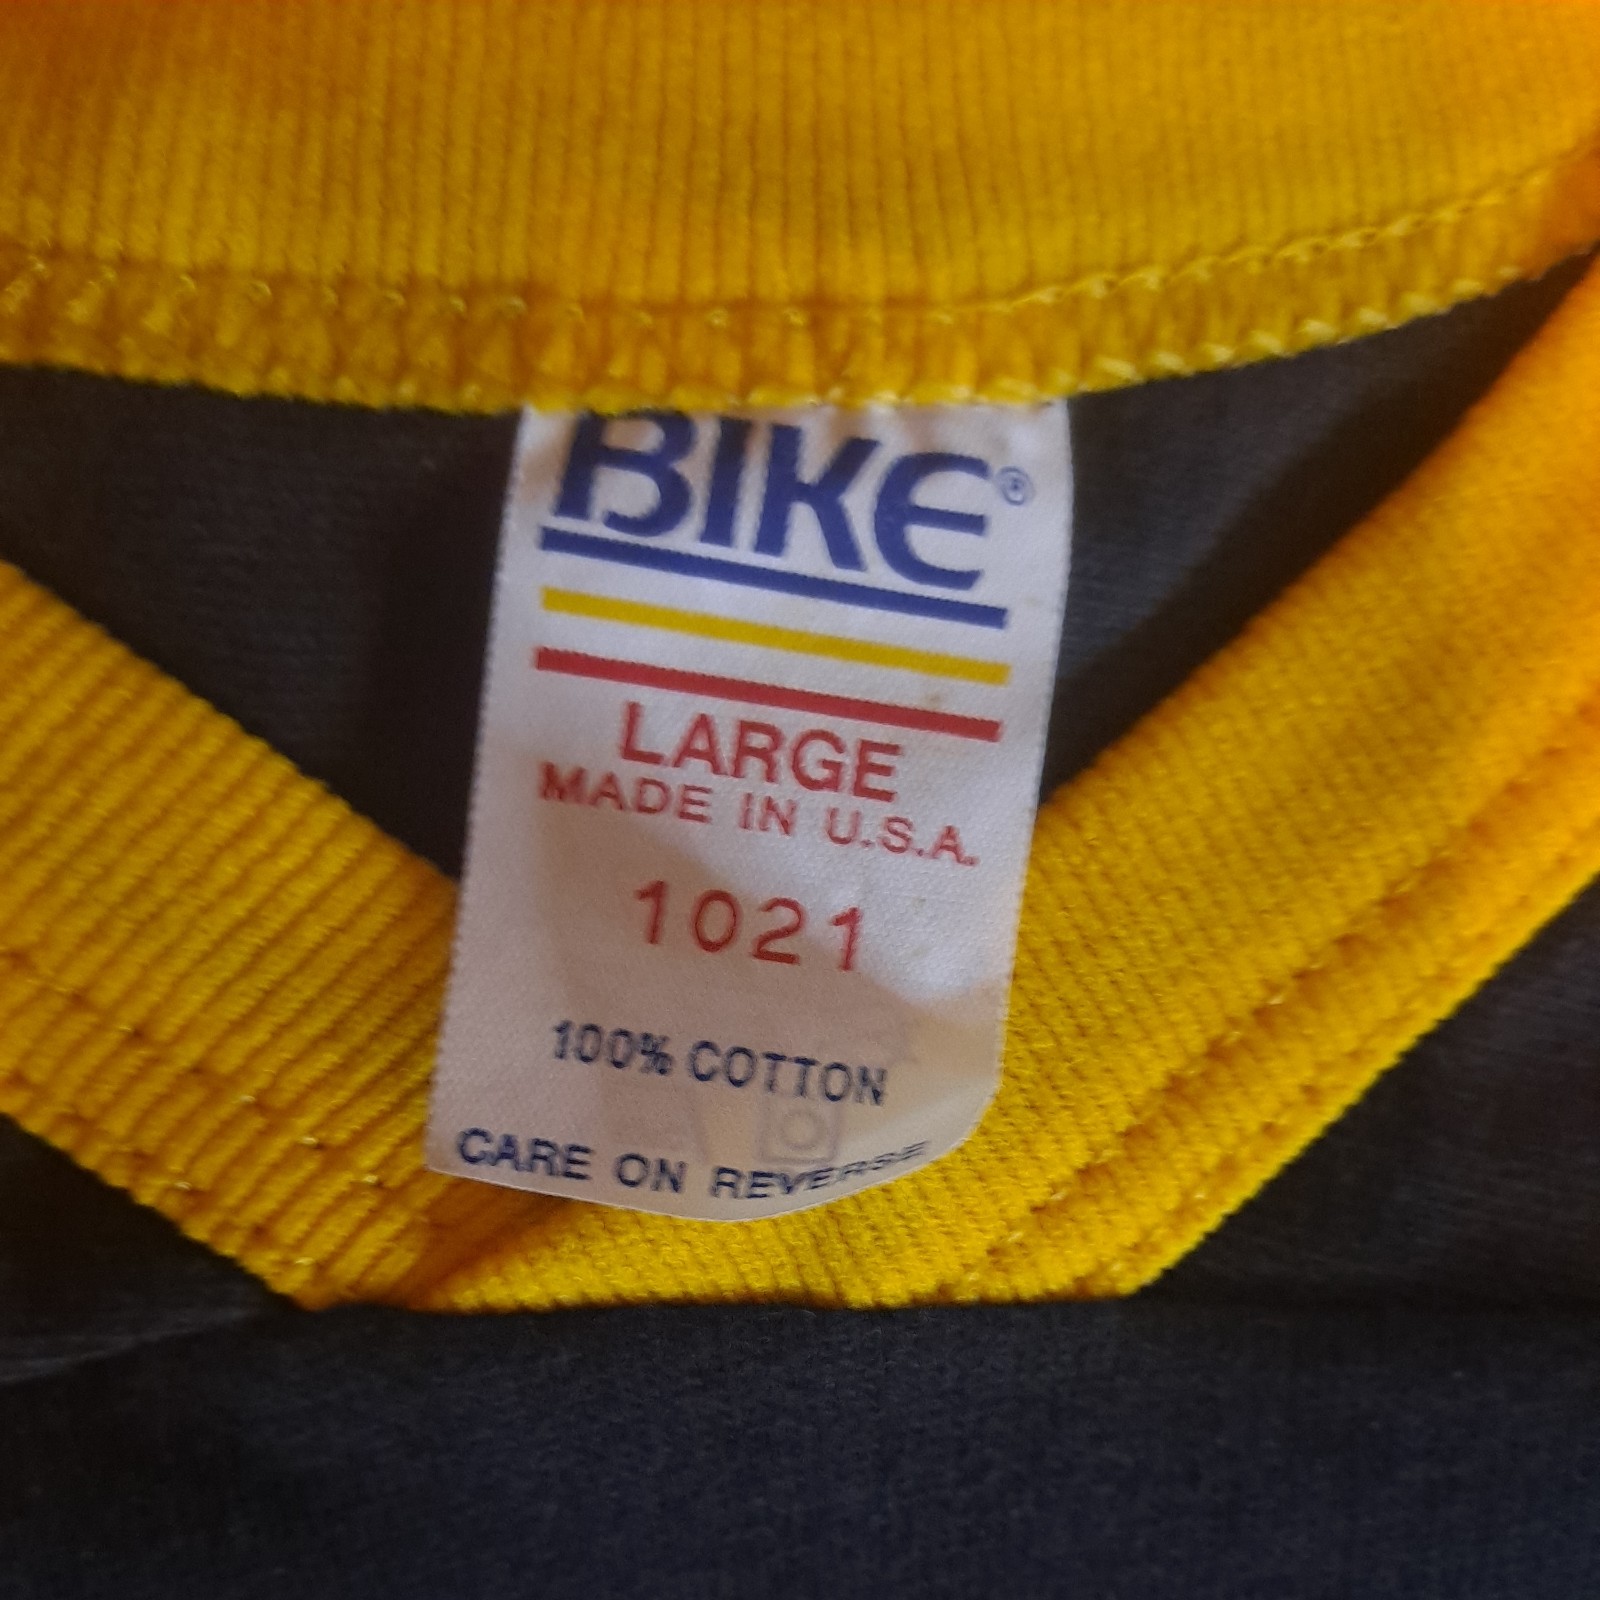 BIKE®
LARGE
MADE IN U.S.A.
1021
100% COTTON
CARE ON REVERSE